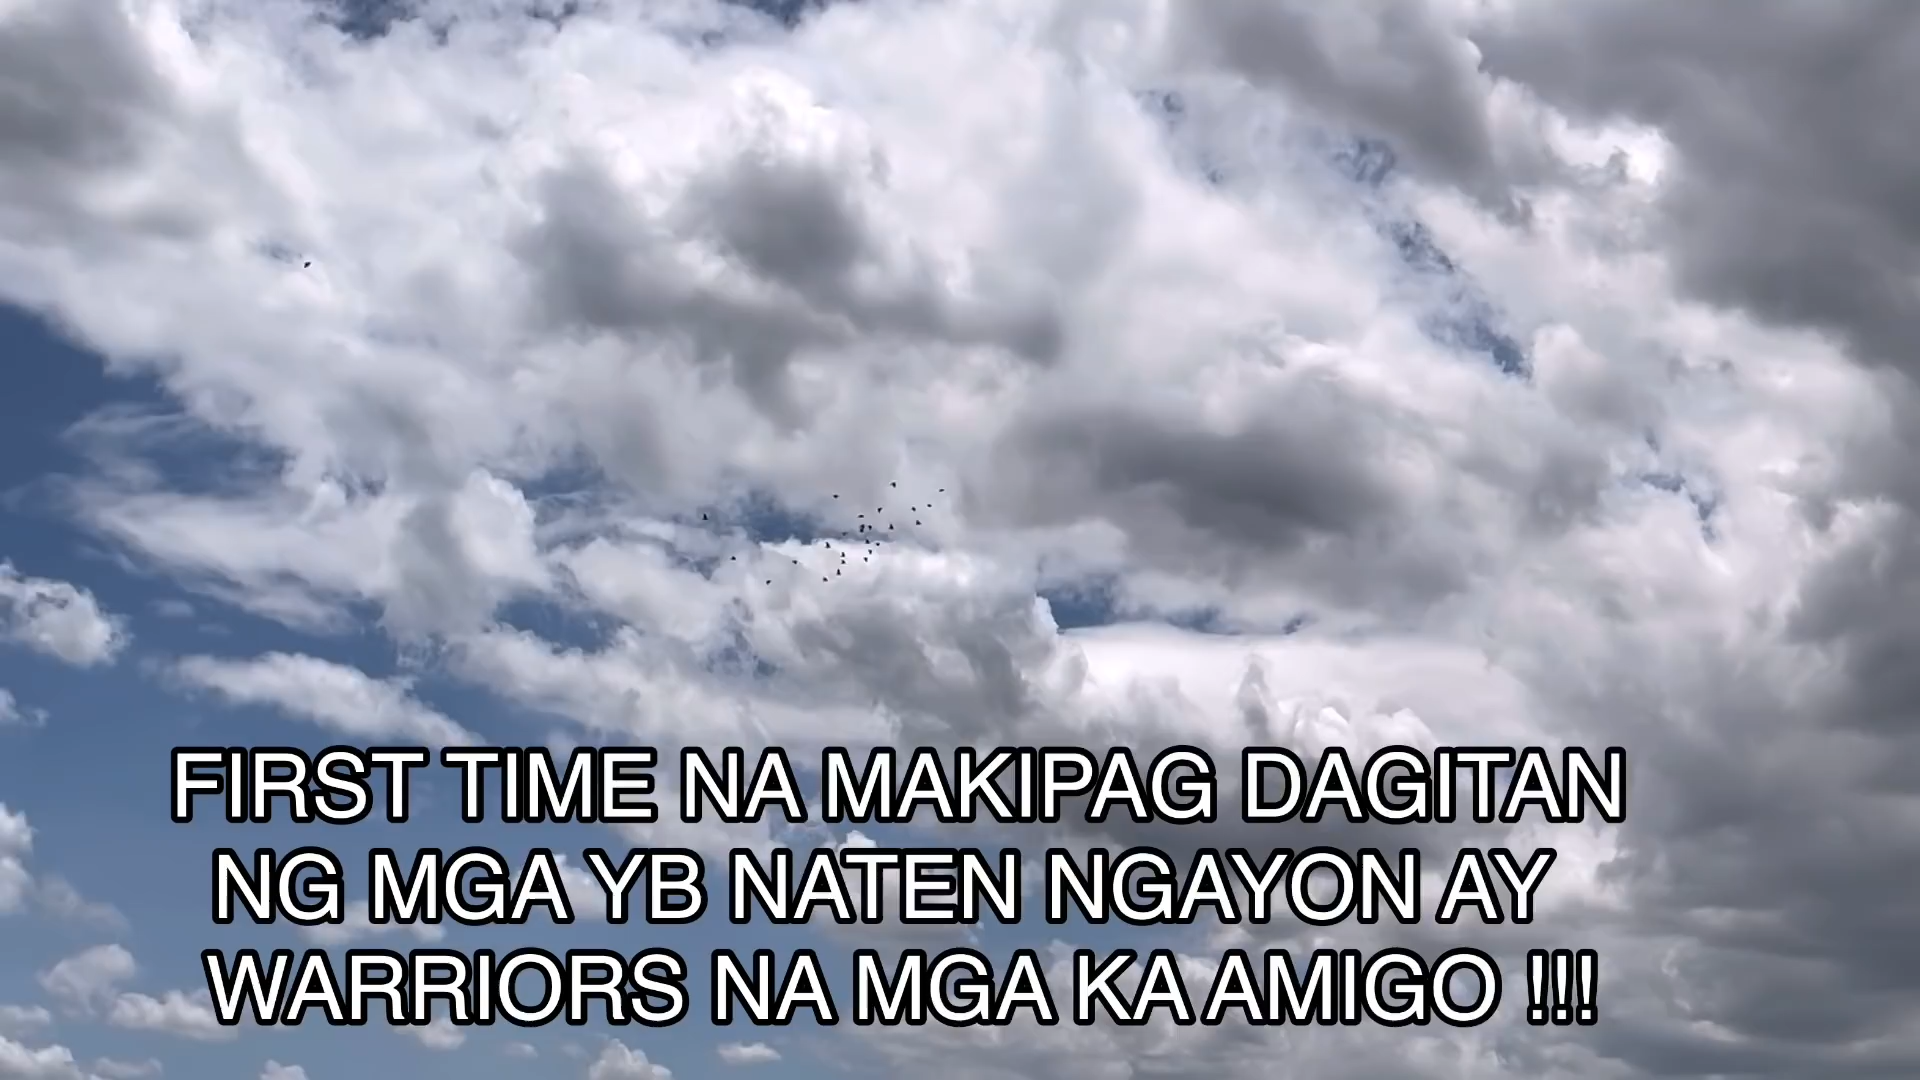 FIRST TIME NA MAKIPAG DAGITAN
NG MGA YB NATEN NGAYON AY
WARRIORS NA MGA KA AMIGO !!!